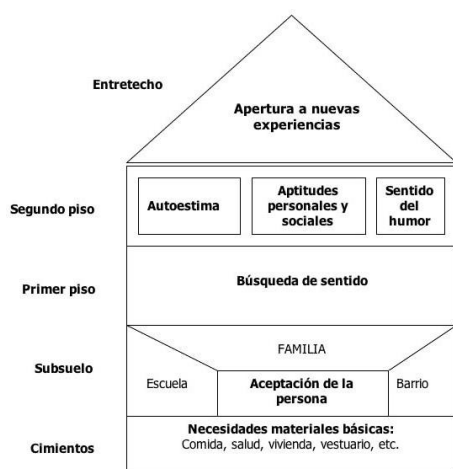 Entretecho
Apertura a nuevas
experiencias
Segundo piso
Autoestima
Aptitudes
personales y
sociales
Sentido
del
humor
Primer piso
Búsqueda de sentido
Subsuelo
FAMILIA
Escuela
Aceptación de la
persona
Barrio
Cimientos
Necesidades materiales básicas:
Comida, salud, vivienda, vestuario, etc.